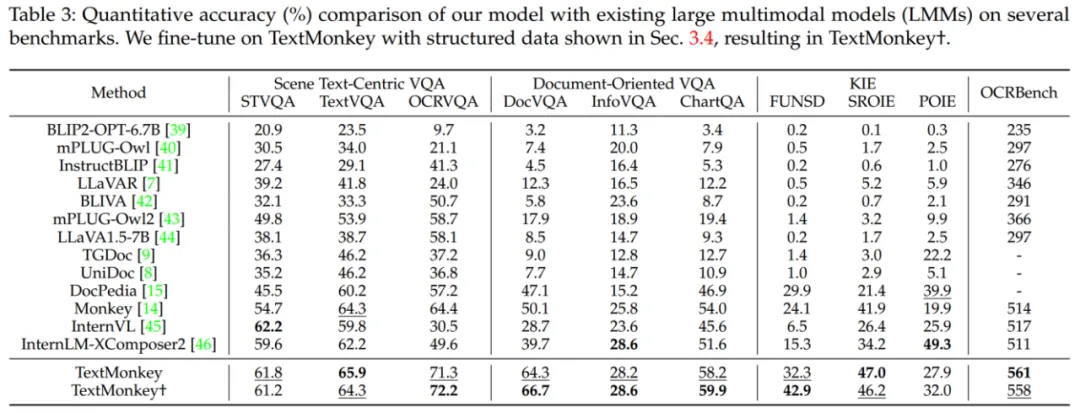 Table 3: Quantitative accuracy (%) comparison of our model with existing large multimodal models (LMMs) on several
benchmarks. We fine-tune on TextMonkey with structured data shown in Sec. 3.4, resulting in TextMonkey†.
Method Scene Text-Centric VQA Document-Oriented VQA KIE OCRBench
STVQA TextVQA OCRVQA DocVQA InfoVQA ChartQA FUNSD SROIE POIE
BLIP2-OPT-6.7B [39] 20.9 23.5 9.7 3.2 11.3 3.4 0.2 0.1 0.3 235
mPLUG-Owl [40] 30.5 34.0 21.1 7.4 20.0 7.9 0.5 1.7 2.5 297
InstructBLIP [41] 27.4 29.1 41.3 4.5 16.4 5.3 0.2 0.6 1.0 276
LLaVAR [7] 39.2 41.8 24.0 12.3 16.5 12.2 0.5 5.2 5.9 346
BLIVA [42] 32.1 33.3 50.7 5.8 23.6 8.7 0.2 0.7 2.1 291
mPLUG-Owl2 [43] 49.8 53.9 58.7 17.9 18.9 19.4 1.4 3.2 9.9 366
LLaVA1.5-7B [44] 38.1 38.7 58.1 8.5 14.7 9.3 0.2 1.7 2.5 297
TGDoc [9] 36.3 46.2 37.2 9.0 12.8 12.7 1.4 3.0 22.2 -
UniDoc [8] 35.2 46.2 36.8 7.7 14.7 10.9 1.0 2.9 5.1 -
DocPedia [15] 45.5 60.2 57.2 47.1 15.2 46.9 29.9 21.4 39.9 -
Monkey [14] 54.7 64.3 64.4 50.1 25.8 54.0 24.1 41.9 19.9 514
InternVL [45] 62.2 59.8 30.5 28.7 23.6 45.6 6.5 26.4 25.9 517
InternLM-XComposer2 [46] 59.6 62.2 49.6 39.7 28.6 51.6 15.3 34.2 49.3 511
TextMonkey 61.8 65.9 71.3 64.3 28.2 58.2 32.3 47.0 27.9 561
TextMonkey† 61.2 64.3 72.2 66.7 28.6 59.9 42.9 46.2 32.0 558